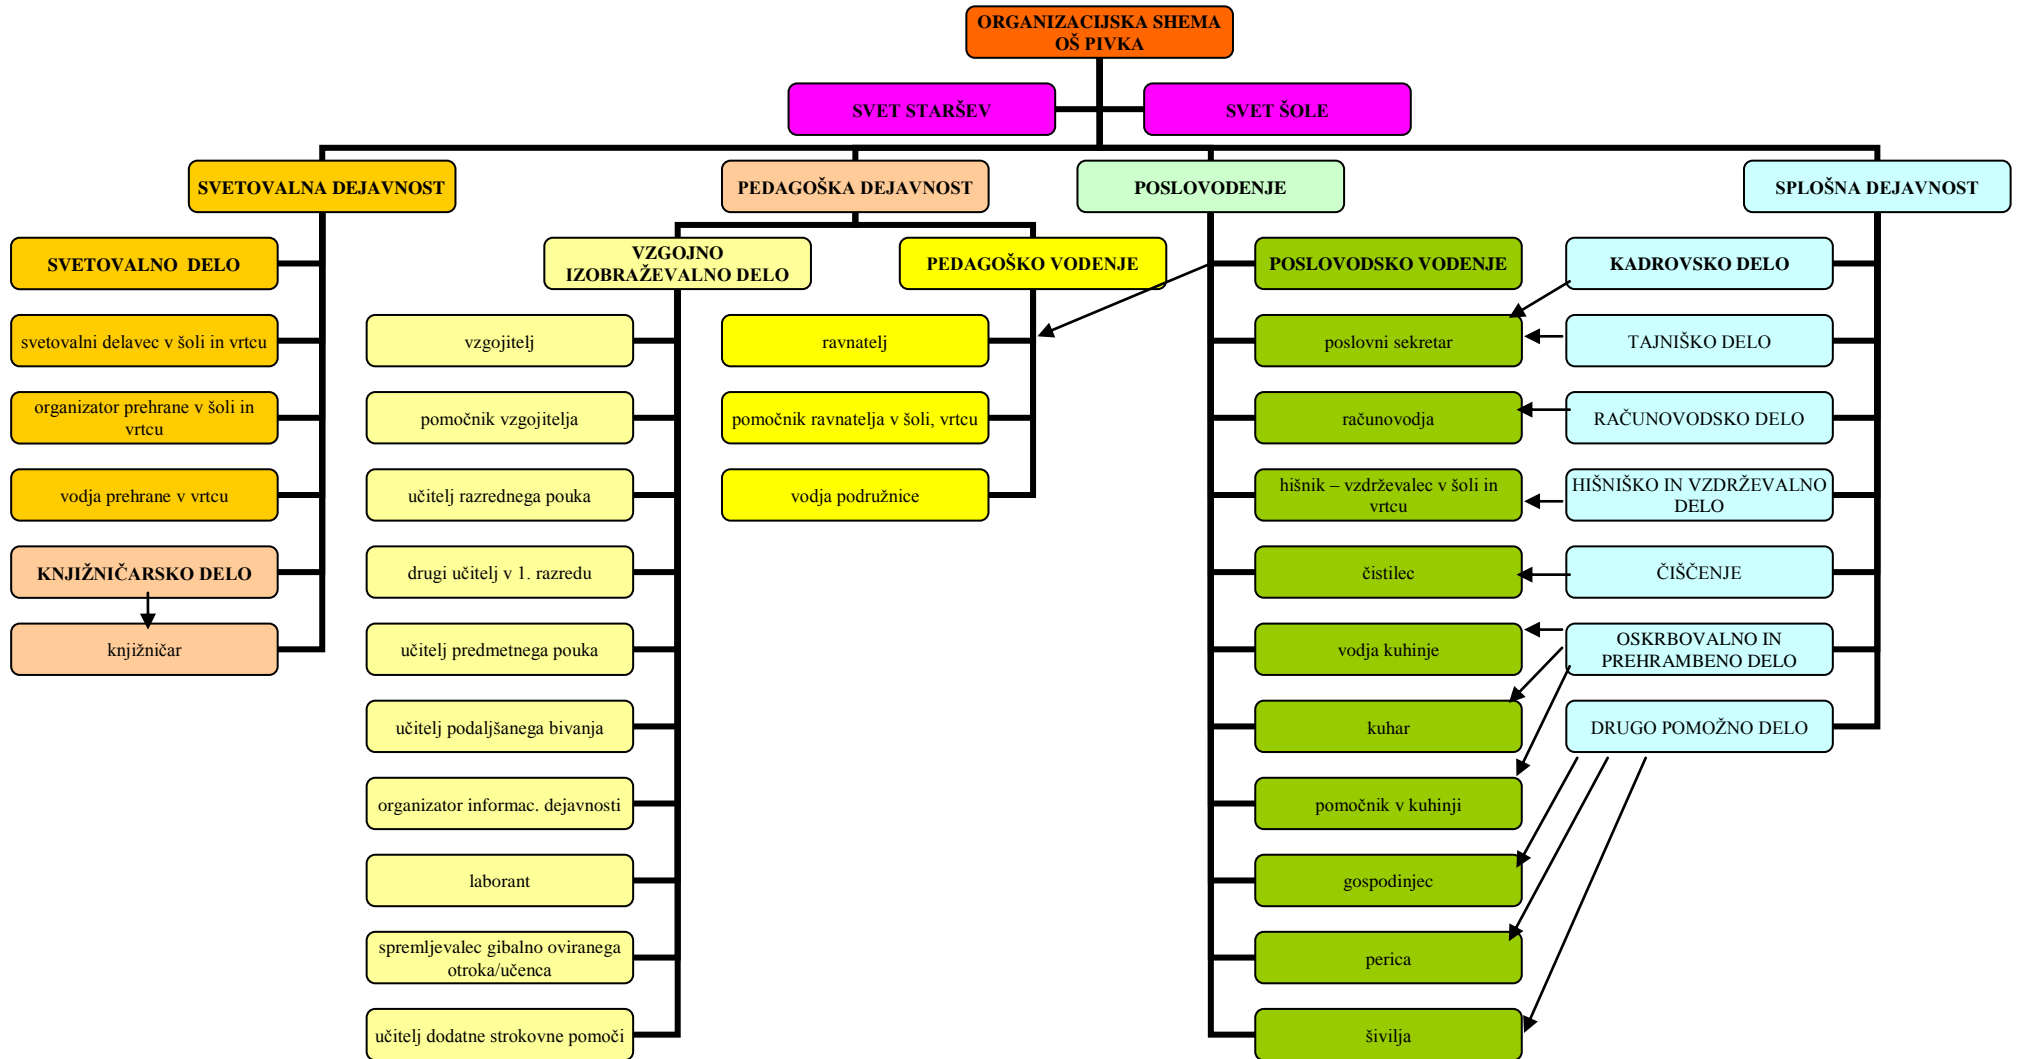 ORGANIZACIJSKA SHEMA
OŠ PIVKA
SVET STARŠEV
SVET ŠOLE
SVETOVALNA DEJAVNOST
PEDAGOŠKA DEJAVNOST
POSLOVODENJE
SPLOŠNA DEJAVNOST
SVETOVALNO DELO
svetovalni delavec v šoli in vrtcu
organizator prehrane v šoli in
vrtcu
vodja prehrane v vrtcu
KNJIŽNIČARSKO DELO
knjižničar
VZGOJNO
IZOBRAŽEVALNO DELO
vzgojitelj
pomočnik vzgojitelja
učitelj razrednega pouka
drugi učitelj v 1. razredu
učitelj predmetnega pouka
učitelj podaljšanega bivanja
organizator informac. dejavnosti
laborant
spremljevalec gibalno oviranega
otroka/učenca
učitelj dodatne strokovne pomoči
PEDAGOŠKO VODENJE
ravnatelj
pomočnik ravnatelja v šoli, vrtcu
vodja podružnice
POSLOVODSKO VODENJE
poslovni sekretar
računovodja
hišnik – vzdrževalec v šoli in
vrtcu
čistilec
vodja kuhinje
kuhar
pomočnik v kuhinji
gospodinjec
perica
šivilja
KADROVSKO DELO
TAJNIŠKO DELO
RAČUNOVODSKO DELO
HIŠNIŠKO IN VZDRŽEVALNO
DELO
ČIŠČENJE
OSKRBOVALNO IN
PREHRAMBENO DELO
DRUGO POMOŽNO DELO